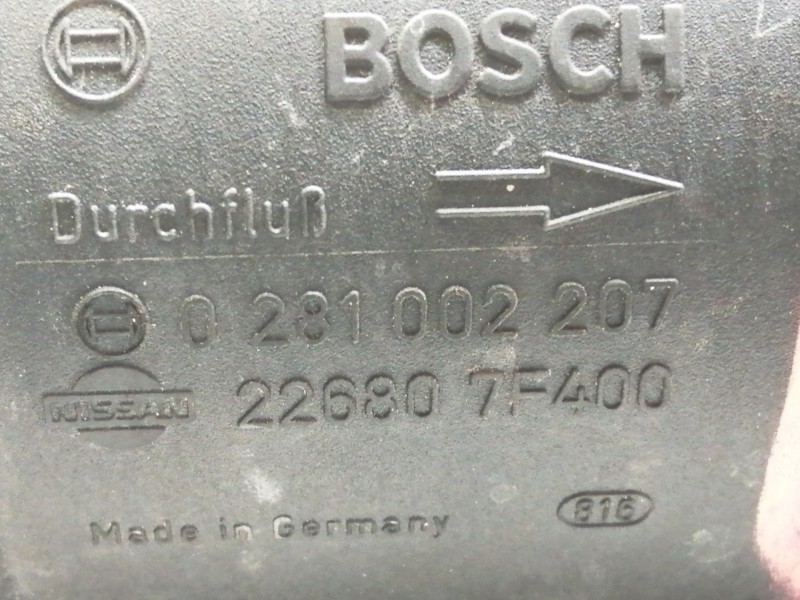 BOSCH
Durchfluß
0 281 002 207
NISSAN 22680 7F400
Made in Germany 816